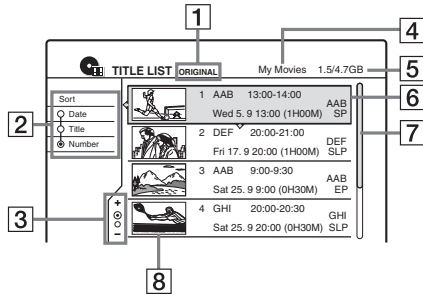 1
4
TITLE LIST ORIGINAL My Movies 1.5/4.7GB
5
6
7
2
Sort
Date
Title
Number
1 AAB 13:00-14:00 AAB
Wed 5. 9 13:00 (1H00M) SP
2 DEF 20:00-21:00 DEF
Fri 17. 9 20:00 (1H00M) SLP
3 AAB 9:00-9:30 AAB
Sat 25. 9 9:00 (0H30M) EP
4 GHI 20:00-20:30 GHI
Sat 25. 9 20:00 (0H30M) SLP
3
+
–
8